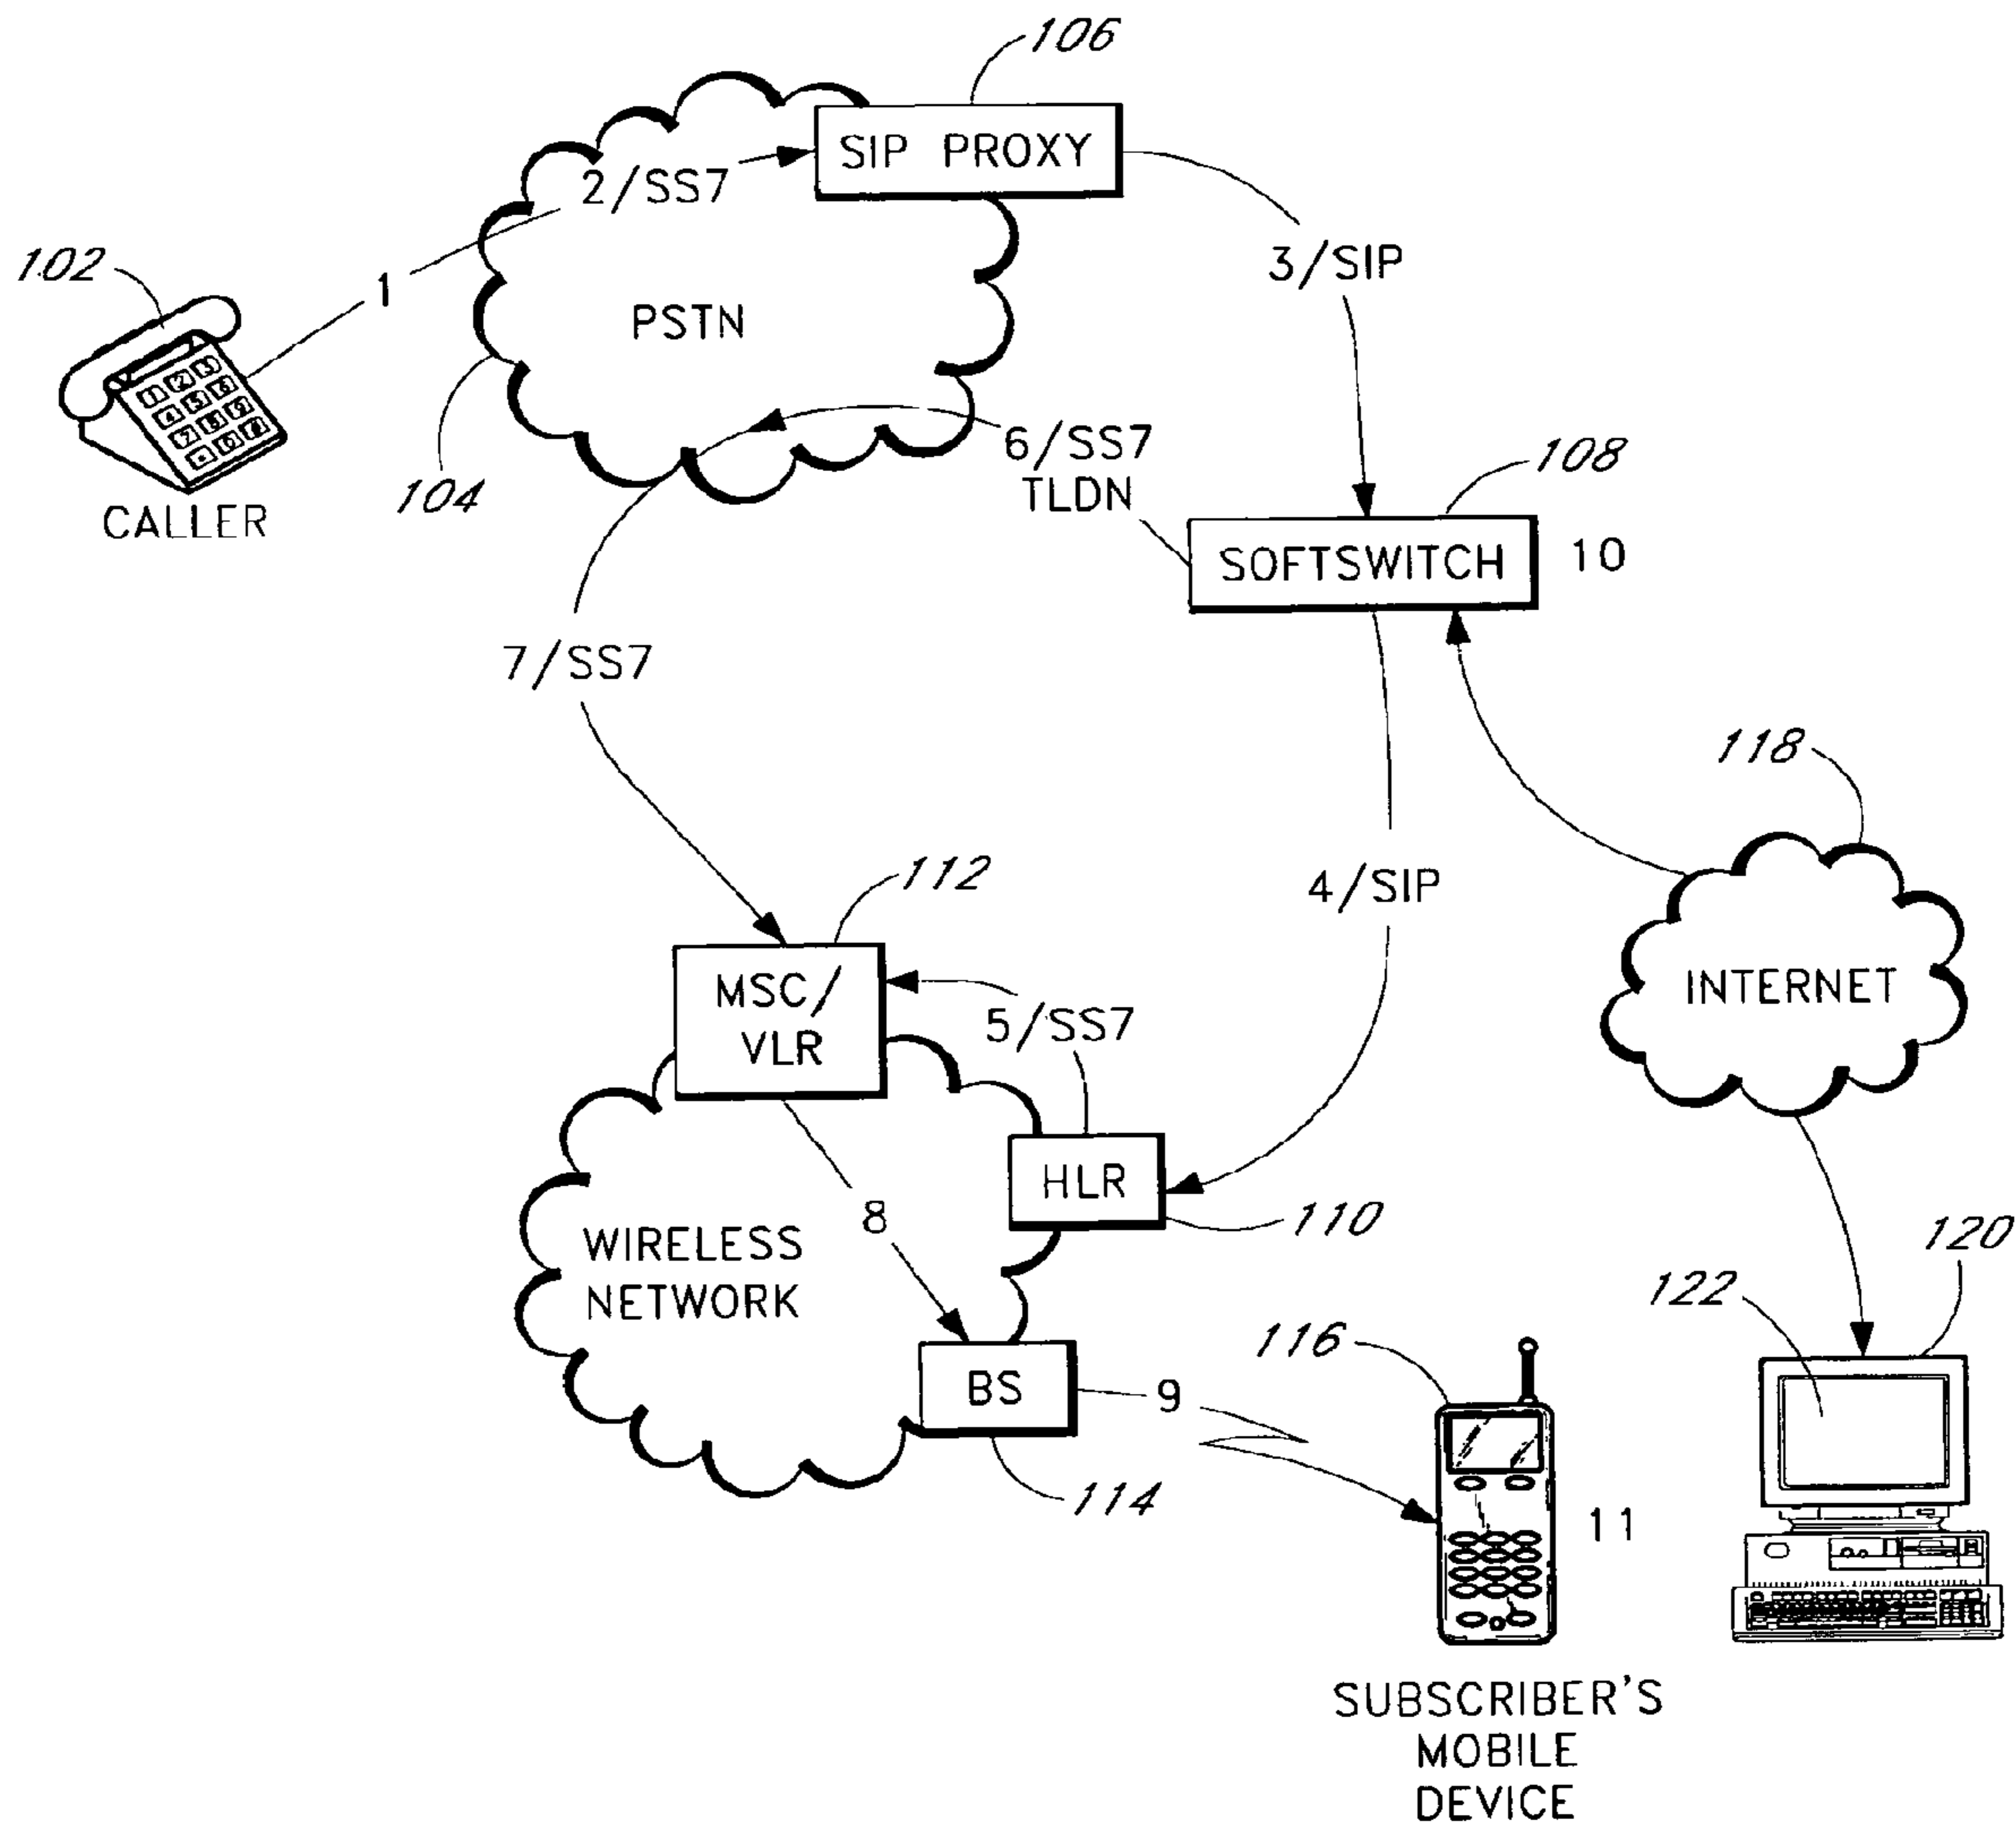 106
SIP PROXY
2/SS7
102
1
3/SIP
PSTN
104
CALLER
6/SS7
TLDN
108
SOFTSWITCH
10
7/SS7
118
112
4/SIP
MSC/
VLR
5/SS7
INTERNET
HLR
110
8
WIRELESS
NETWORK
120
122
116
BS
9
114
11
SUBSCRIBER'S
MOBILE
DEVICE